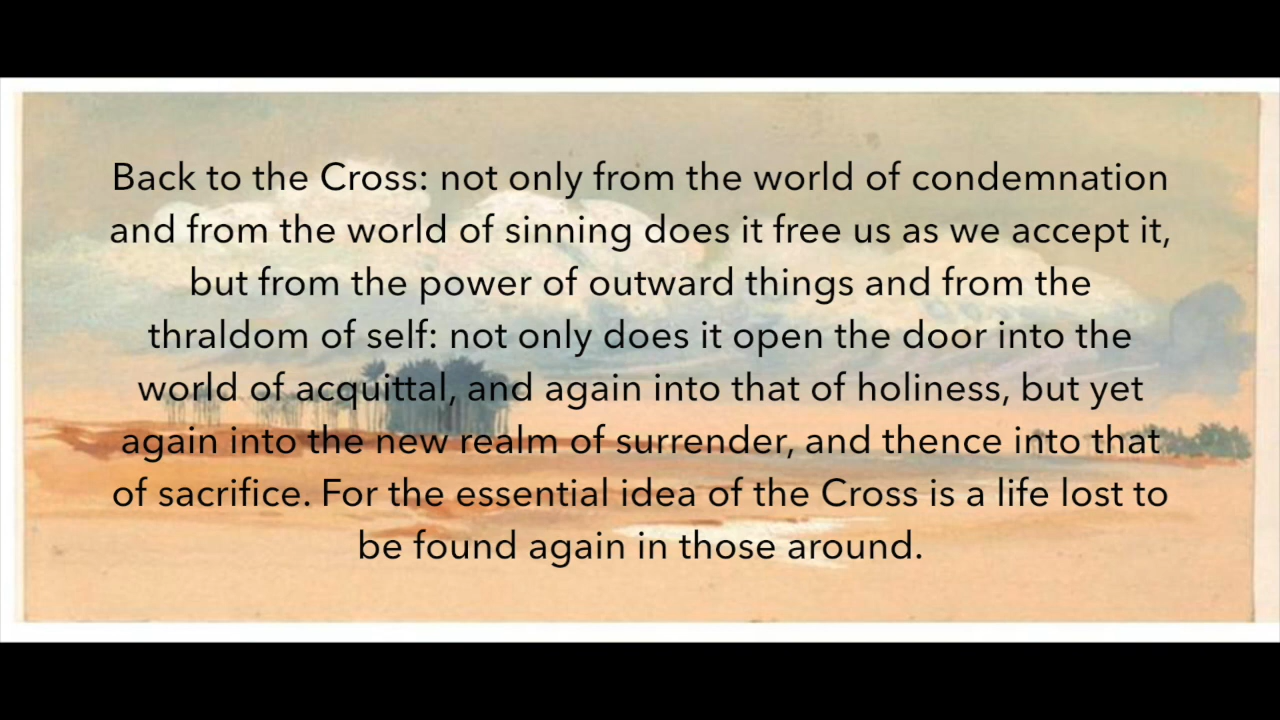 Back to the Cross: not only from the world of condemnation
and from the world of sinning does it free us as we accept it,
but from the power of outward things and from the
thraldom of self: not only does it open the door into the
world of acquittal, and again into that of holiness, but yet
again into the new realm of surrender, and thence into that
of sacrifice. For the essential idea of the Cross is a life lost to
be found again in those around.